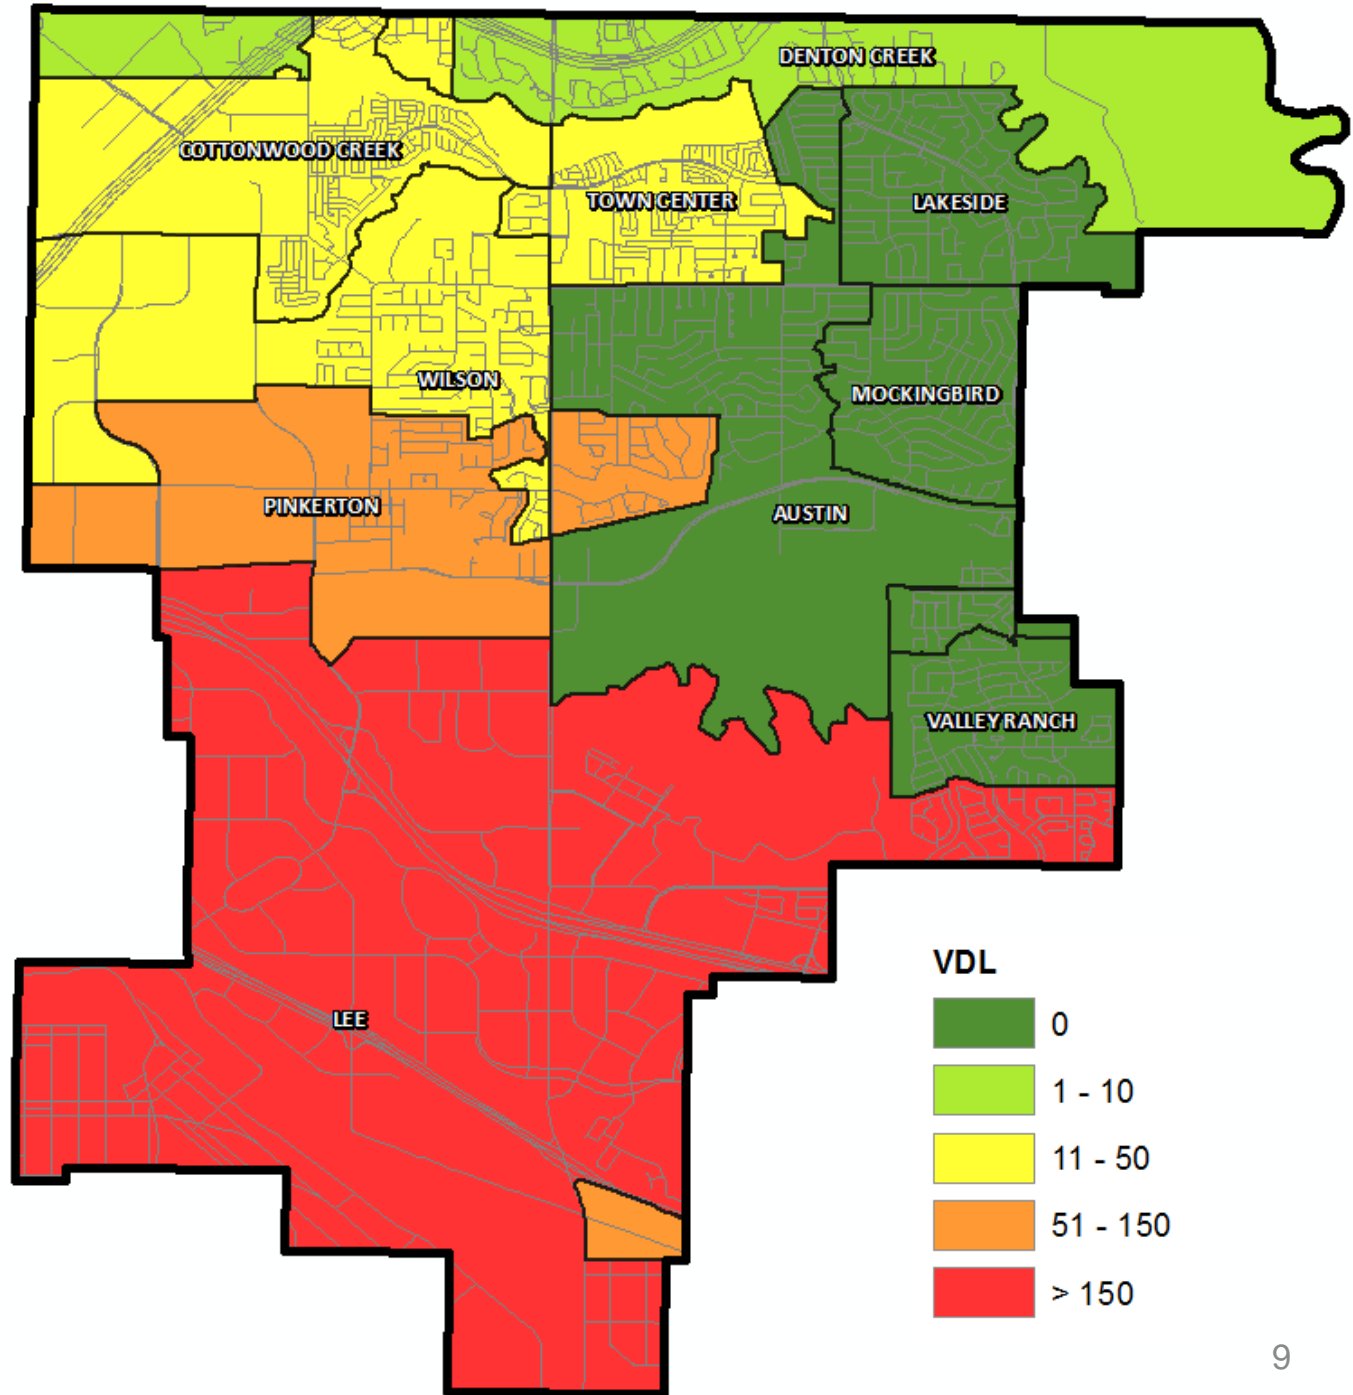 DENTON CREEK
COTTONWOOD CREEK
TOWN CENTER
LAKESIDE
WILSON
MOCKINGBIRD
PINKERTON
AUSTIN
VALLEY RANCH
LEE
VDL
0
1 - 10
11 - 50
51 - 150
> 150
9